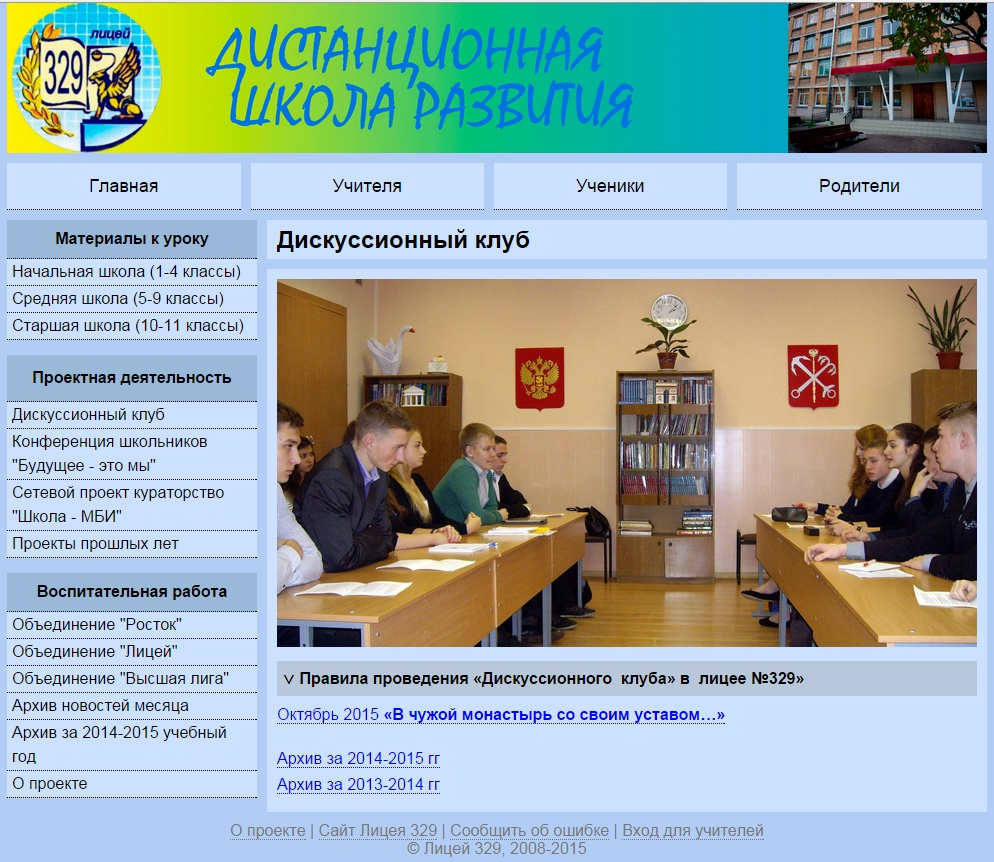 лицей
329
ДИСТАНЦИОННАЯ
ШКОЛА РАЗВИТИЯ
Главная
Учителя
Ученики
Родители
Материалы к уроку
Начальная школа (1-4 классы)
Средняя школа (5-9 классы)
Старшая школа (10-11 классы)
Проектная деятельность
Дискуссионный клуб
Конференция школьников
"Будущее - это мы"
Сетевой проект кураторство
"Школа - МБИ"
Проекты прошлых лет
Воспитательная работа
Объединение "Росток"
Объединение "Лицей"
Объединение "Высшая лига"
Архив новостей месяца
Архив за 2014-2015 учебный
год
О проекте
Дискуссионный клуб
˅ Правила проведения «Дискуссионного клуба» в лицее №329»
Октябрь 2015 «В чужой монастырь со своим уставом…»
Архив за 2014-2015 гг
Архив за 2013-2014 гг
О проекте | Сайт Лицея 329 | Сообщить об ошибке | Вход для учителей
© Лицей 329, 2008-2015